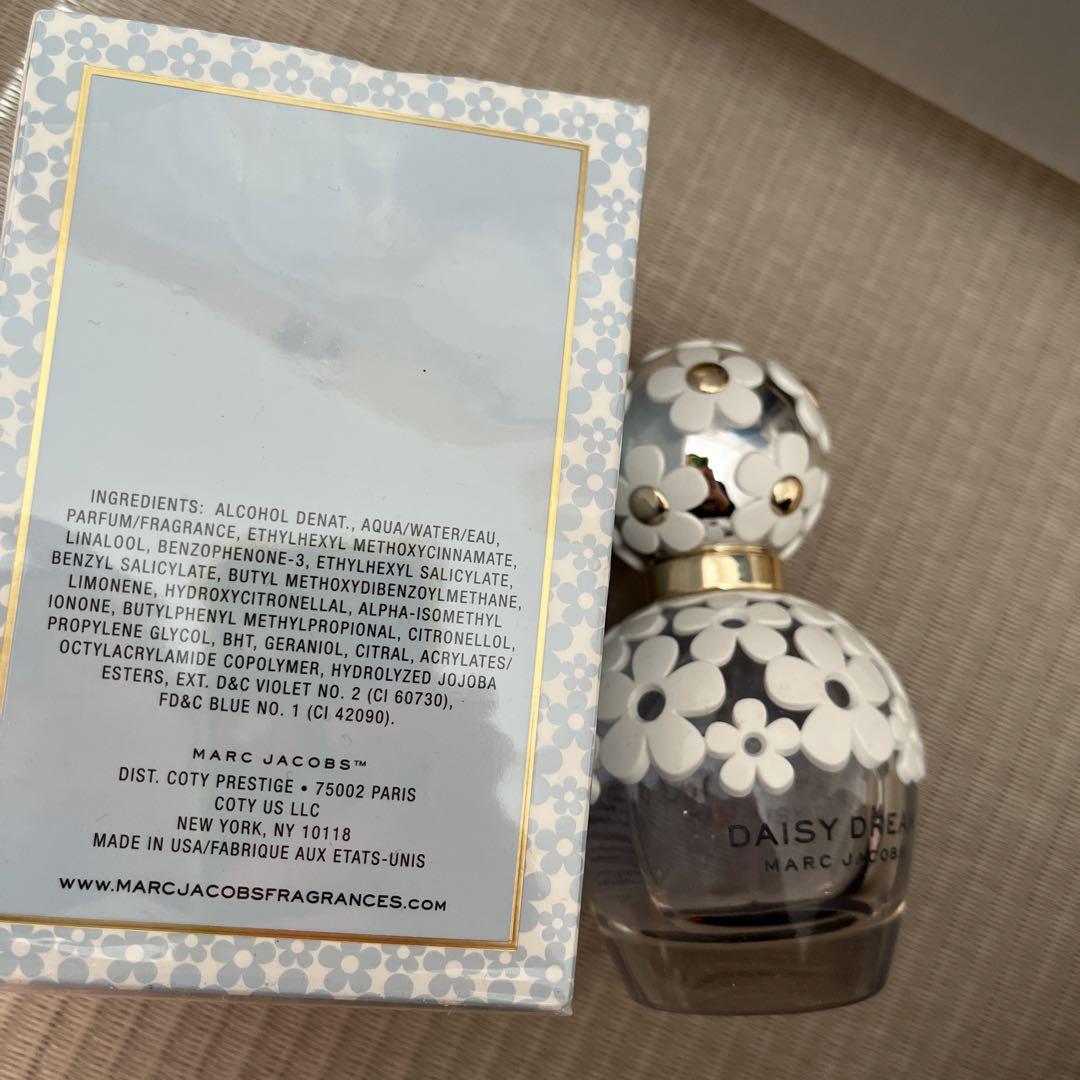 INGREDIENTS: ALCOHOL DENAT., AQUA/WATER/EAU,
PARFUM/FRAGRANCE, ETHYLHEXYL METHOXYCINNAMATE,
LINALOOL, BENZOPHENONE-3, ETHYLHEXYL SALICYLATE,
BENZYL SALICYLATE, BUTYL METHOXYDIBENZOYLMETHANE,
LIMONENE, HYDROXYCITRONELLAL, ALPHA-ISOMETHYL
IONONE, BUTYLPHENYL METHYLPROPIONAL, CITRONELLOL,
PROPYLENE GLYCOL, BHT, GERANIOL, CITRAL, ACRYLATES/
OCTYLACRYLAMIDE COPOLYMER, HYDROLYZED JOJOBA
ESTERS, EXT. D&C VIOLET NO. 2 (CI 60730),
FD&C BLUE NO. 1 (CI 42090).
MARC JACOBS™
DIST. COTY PRESTIGE • 75002 PARIS
COTY US LLC
NEW YORK, NY 10118
MADE IN USA/FABRIQUE AUX ETATS-UNIS
WWW.MARCJACOBSFRAGRANCES.COM
DAISY DREA
MARC JACOBS